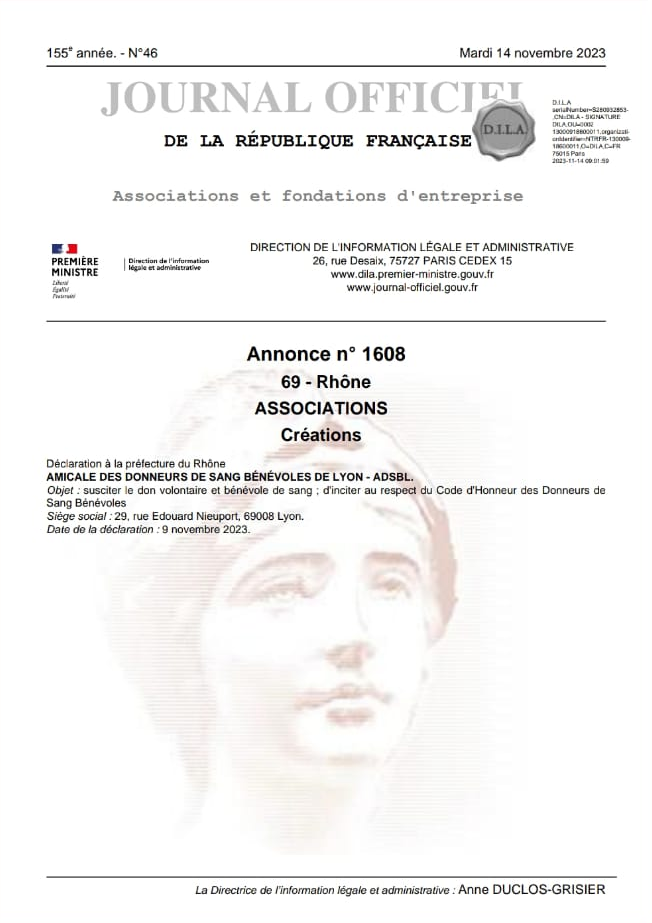 155e année. - N°46
Mardi 14 novembre 2023
JOURNAL OFFICIEL
DE LA RÉPUBLIQUE FRANÇAISE
D.I.L.A.
D.I.L.A
serialNumber=S280932853-
,CN=DILA - SIGNATURE
DILA,OU=0002
13000918600011,organizati-
onIdentifier=NTRFR-130009-
18600011,O=DILA,C=FR
75015 Paris
2023-11-14 09:01:59
Associations et fondations d'entreprise
PREMIÈRE
MINISTRE
Liberté
Égalité
Fraternité
Direction de l'information
légale et administrative
DIRECTION DE L'INFORMATION LÉGALE ET ADMINISTRATIVE
26, rue Desaix, 75727 PARIS CEDEX 15
www.dila.premier-ministre.gouv.fr
www.journal-officiel.gouv.fr
Annonce n° 1608
69 - Rhône
ASSOCIATIONS
Créations
Déclaration à la préfecture du Rhône
AMICALE DES DONNEURS DE SANG BÉNÉVOLES DE LYON - ADSBL.
Objet : susciter le don volontaire et bénévole de sang ; d'inciter au respect du Code d'Honneur des Donneurs de
Sang Bénévoles
Siège social : 29, rue Edouard Nieuport, 69008 Lyon.
Date de la déclaration : 9 novembre 2023.
La Directrice de l'information légale et administrative : Anne DUCLOS-GRISIER